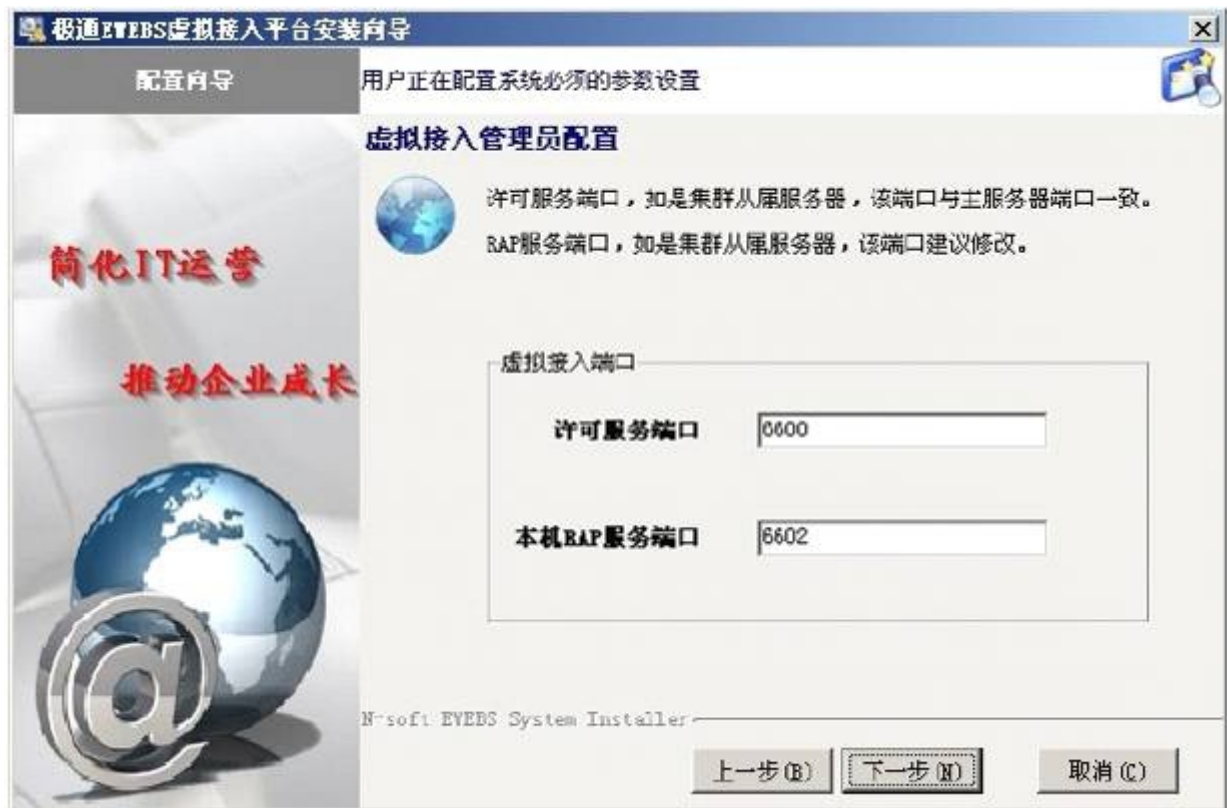 极通EWEBS虚拟接入平台安装向导
配置向导
用户正在配置系统必须的参数设置
虚拟接入管理员配置
许可服务端口，如是集群从属服务器，该端口与主服务器端口一致。
RAP服务端口，如是集群从属服务器，该端口建议修改。
简化IT运营
推动企业成长
虚拟接入端口
许可服务端口
6600
本机RAP服务端口
6602
N-soft EWEBS System Installer
上一步(B)
下一步(N)
取消(C)